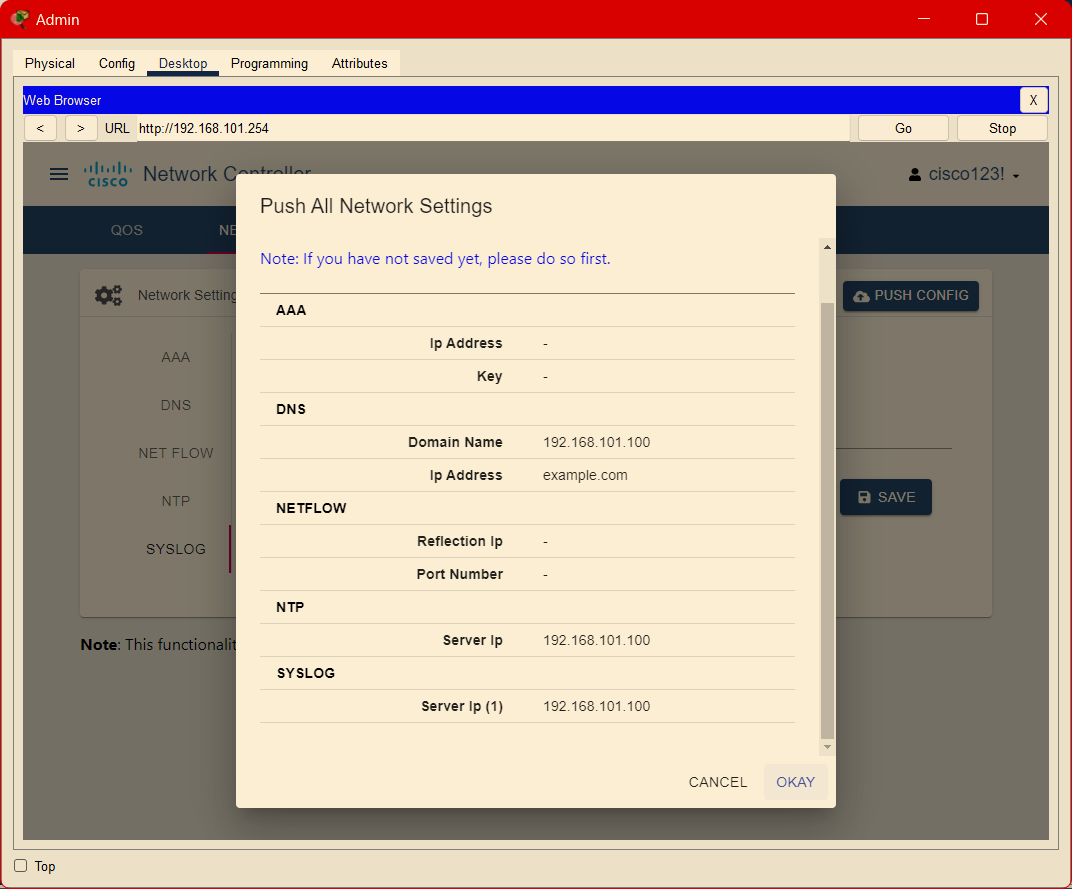 Admin
Physical Config Desktop Programming Attributes
Web Browser X
< > URL http://192.168.101.254 Go Stop
CISCO Network Controller cisco123!
QOS NE
Push All Network Settings
Note: If you have not saved yet, please do so first.
Network Setting PUSH CONFIG
AAA
DNS
NET FLOW
NTP
SYSLOG
SAVE
Note: This functionalit
AAA
Ip Address -
Key -
DNS
Domain Name 192.168.101.100
Ip Address example.com
NETFLOW
Reflection Ip -
Port Number -
NTP
Server Ip 192.168.101.100
SYSLOG
Server Ip (1) 192.168.101.100
CANCEL OKAY
Top